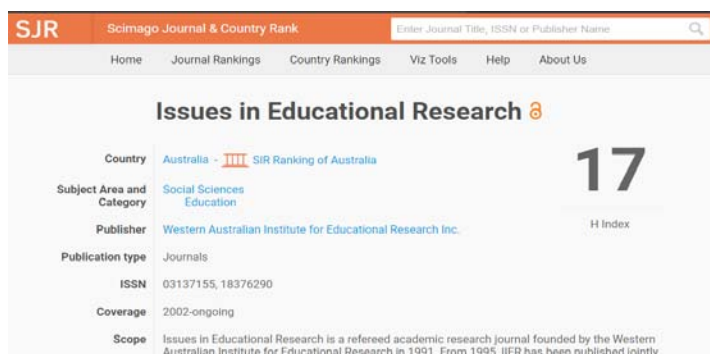 SJR Scimago Journal & Country Rank Enter Journal Title, ISSN or Publisher Name
Home Journal Rankings Country Rankings Viz Tools Help About Us
Issues in Educational Research
Country Australia - SIR Ranking of Australia
17
H Index
Subject Area and Category Social Sciences
Education
Publisher Western Australian Institute for Educational Research Inc.
Publication type Journals
ISSN 03137155, 18376290
Coverage 2002-ongoing
Scope Issues in Educational Research is a refereed academic research journal founded by the Western
Australian Institute for Educational Research in 1991. From 1995, IIER has been published jointly